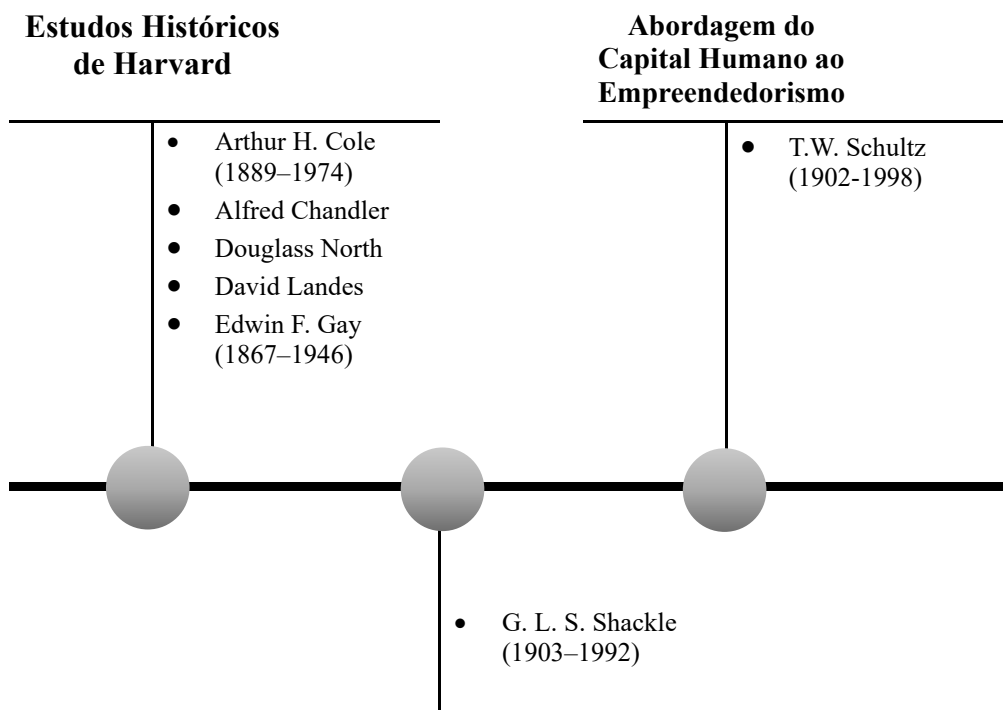 Estudos Históricos
de Harvard
• Arthur H. Cole
(1889–1974)
• Alfred Chandler
• Douglass North
• David Landes
• Edwin F. Gay
(1867–1946)
Abordagem do
Capital Humano ao
Empreendedorismo
• T.W. Schultz
(1902-1998)
• G. L. S. Shackle
(1903–1992)